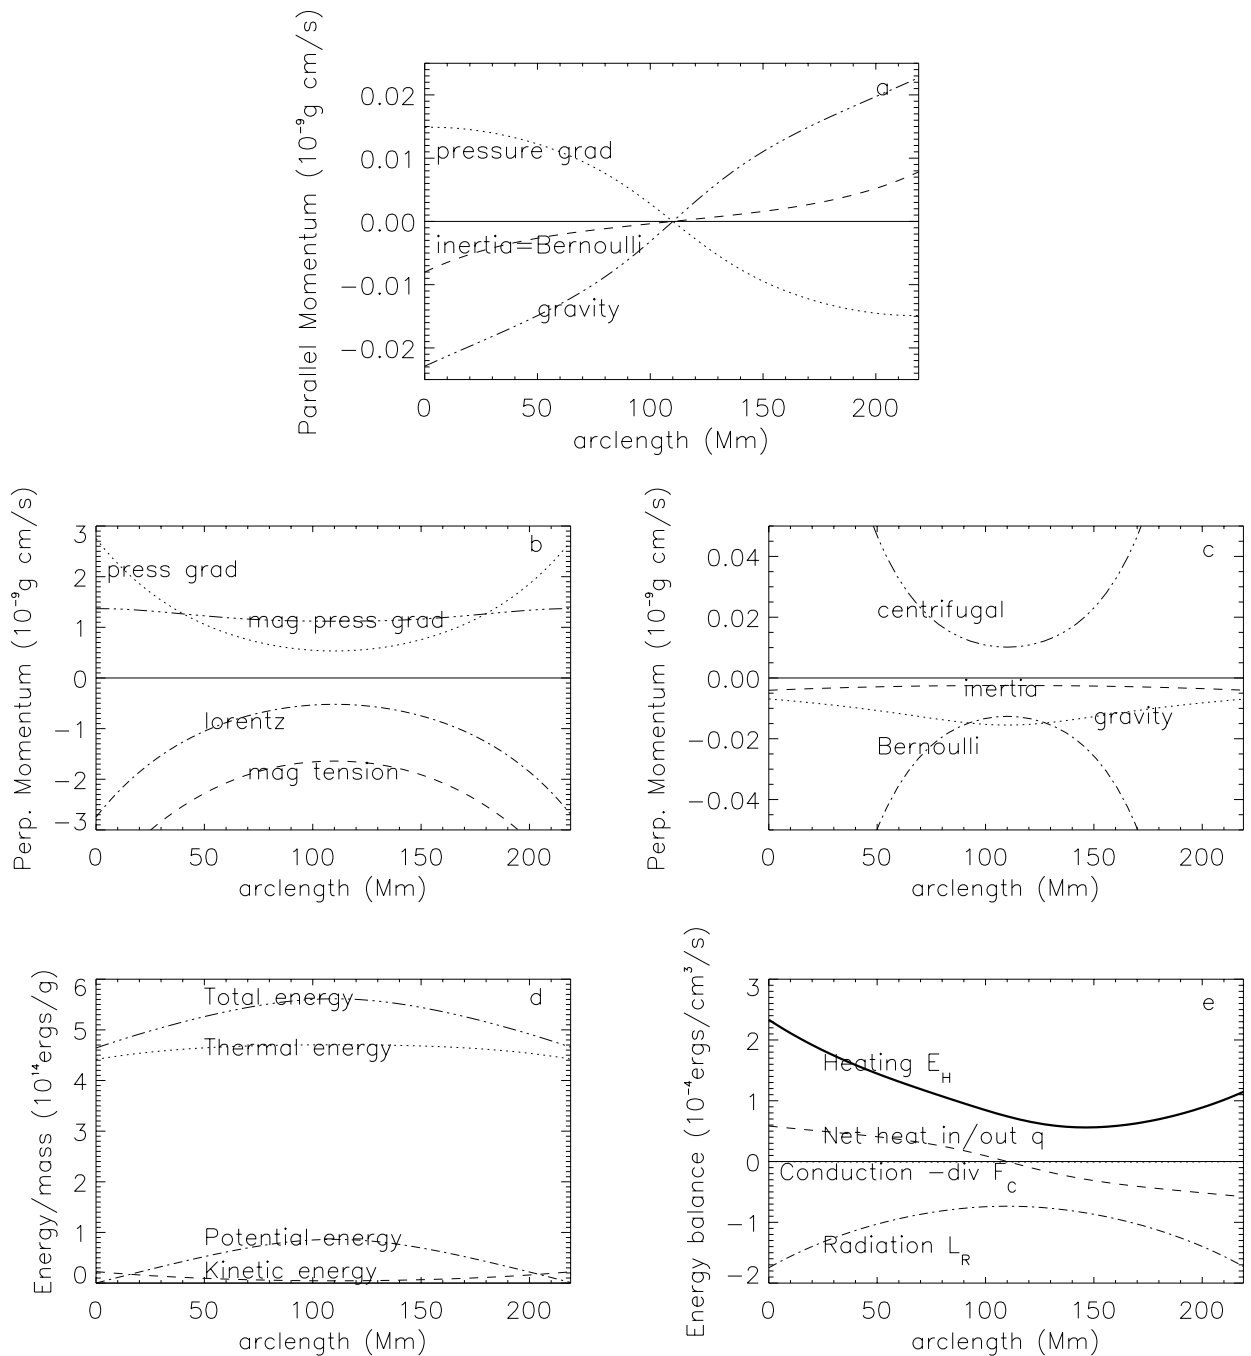 Parallel Momentum (10⁻⁹g cm/s)
a
0.02
0.01
0.00
−0.01
−0.02
pressure grad
inertia=Bernoulli
gravity
0 50 100 150 200
arclength (Mm)
Perp. Momentum (10⁻⁹g cm/s)
b
3
2
1
0
−1
−2
−3
press grad
mag press grad
lorentz
mag tension
0 50 100 150 200
arclength (Mm)
Perp. Momentum (10⁻⁹g cm/s)
c
0.04
0.02
0.00
−0.02
−0.04
centrifugal
inertia
gravity
Bernoulli
0 50 100 150 200
arclength (Mm)
Energy/mass (10¹⁴ergs/g)
d
6
5
4
3
2
1
0
Total energy
Thermal energy
Potential energy
Kinetic energy
0 50 100 150 200
arclength (Mm)
Energy balance (10⁻⁴ergs/cm³/s)
e
3
2
1
0
−1
−2
Heating E_H
Net heat in/out q
Conduction −div F_C
Radiation L_R
0 50 100 150 200
arclength (Mm)